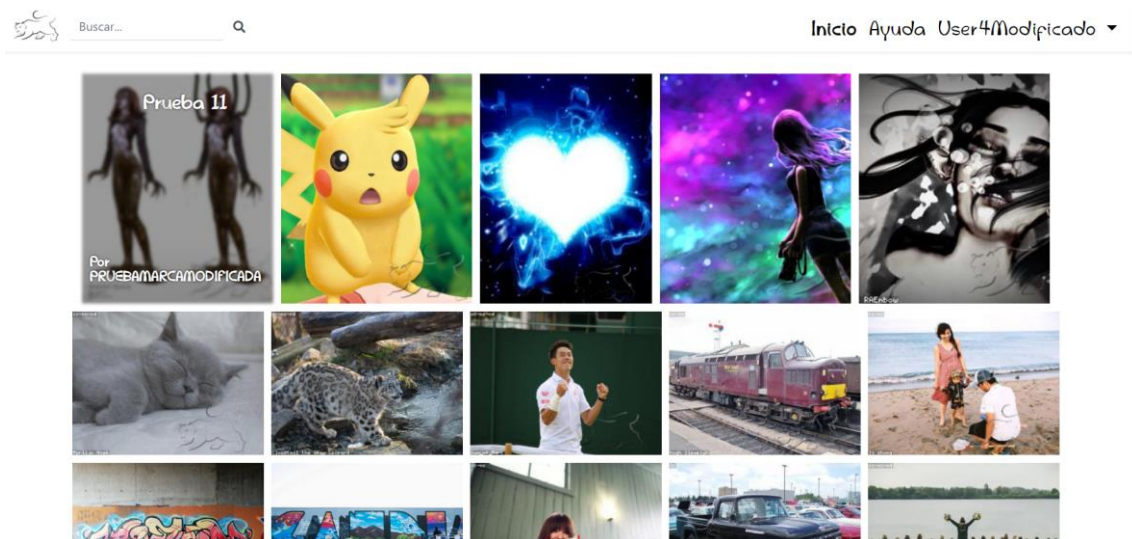 Buscar...
Inicio Ayuda User4Modificado
Prueba 11
Por
PRUEBAMARCAMODIFICADA
RAEnbow